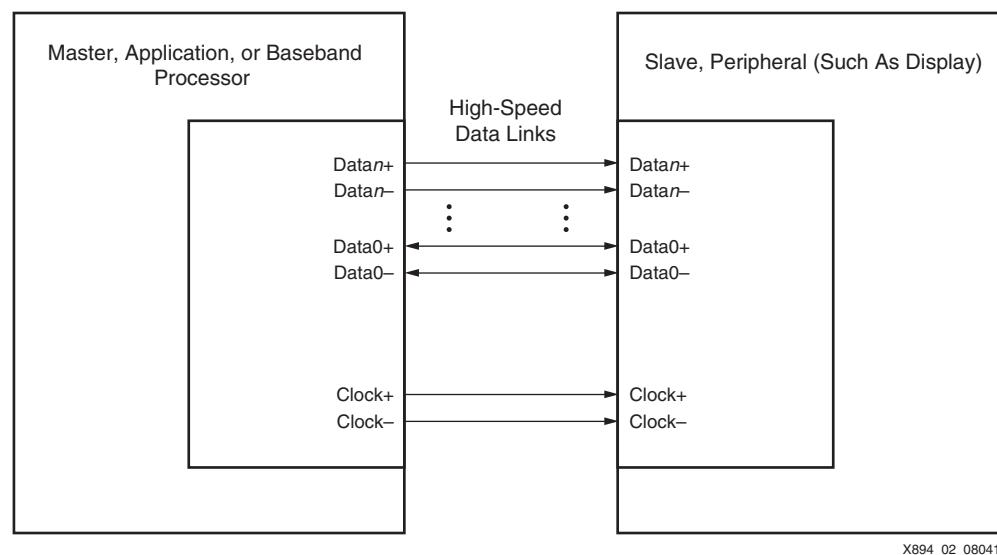 Master, Application, or Baseband
Processor
Slave, Peripheral (Such As Display)
High-Speed
Data Links
Datan+
Datan–
Data0+
Data0–
Clock+
Clock–
Datan+
Datan–
Data0+
Data0–
Clock+
Clock–
X894_02_08041